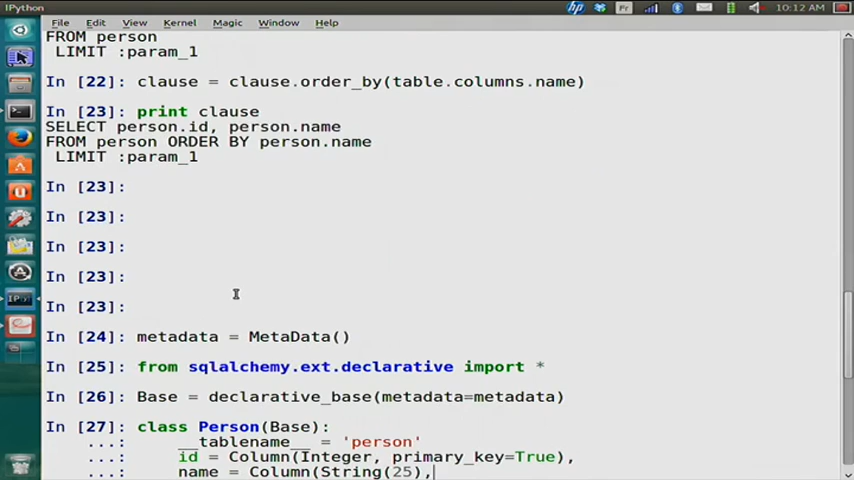 IPython
Fr
10:12 AM
File Edit View Kernel Magic Window Help
FROM person
LIMIT :param_1
In [22]: clause = clause.order_by(table.columns.name)
In [23]: print clause
SELECT person.id, person.name
FROM person ORDER BY person.name
LIMIT :param_1
In [23]:
In [23]:
In [23]:
In [23]:
In [23]:
In [24]: metadata = MetaData()
In [25]: from sqlalchemy.ext.declarative import *
In [26]: Base = declarative_base(metadata=metadata)
In [27]: class Person(Base):
...: __tablename__ = 'person'
...: id = Column(Integer, primary_key=True),
...: name = Column(String(25),